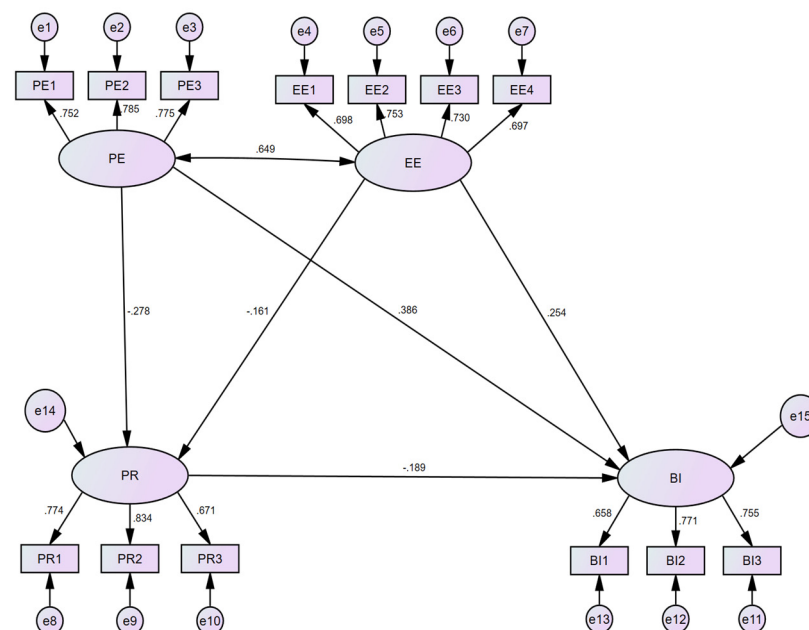 e1 e2 e3 e4 e5 e6 e7
PE1 PE2 PE3 EE1 EE2 EE3 EE4
.752 .785 .775 .698 .753 .730 .697
PE .649 EE
-.278 -.161 .386 .254
e14 e15
PR -.189 BI
.774 .834 .671 .658 .771 .755
PR1 PR2 PR3 BI1 BI2 BI3
e8 e9 e10 e13 e12 e11